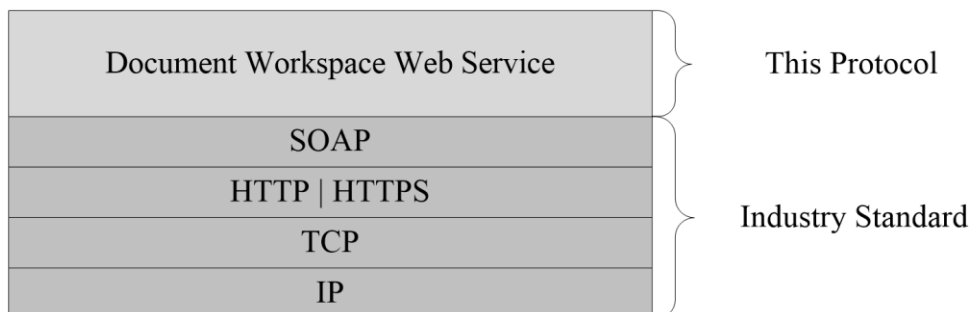 Document Workspace Web Service
This Protocol
SOAP
HTTP | HTTPS
Industry Standard
TCP
IP